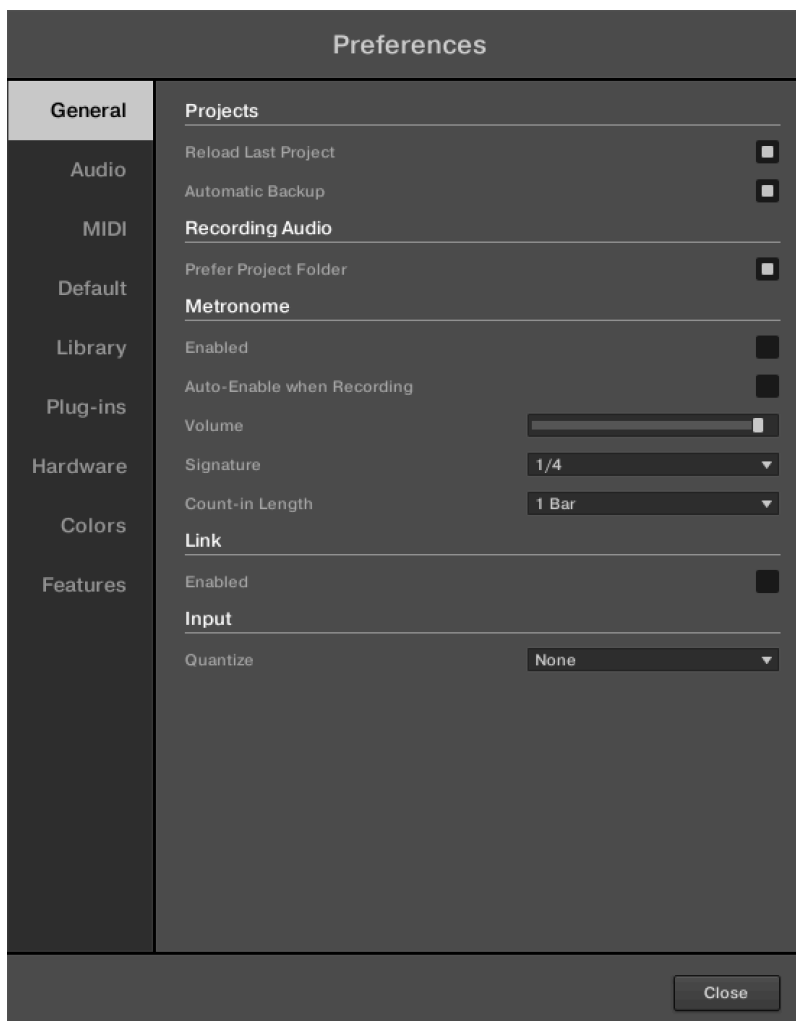 Preferences
General
Audio
MIDI
Default
Library
Plug-ins
Hardware
Colors
Features
Projects
Reload Last Project
Automatic Backup
Recording Audio
Prefer Project Folder
Metronome
Enabled
Auto-Enable when Recording
Volume
Signature 1/4
Count-in Length 1 Bar
Link
Enabled
Input
Quantize None
Close